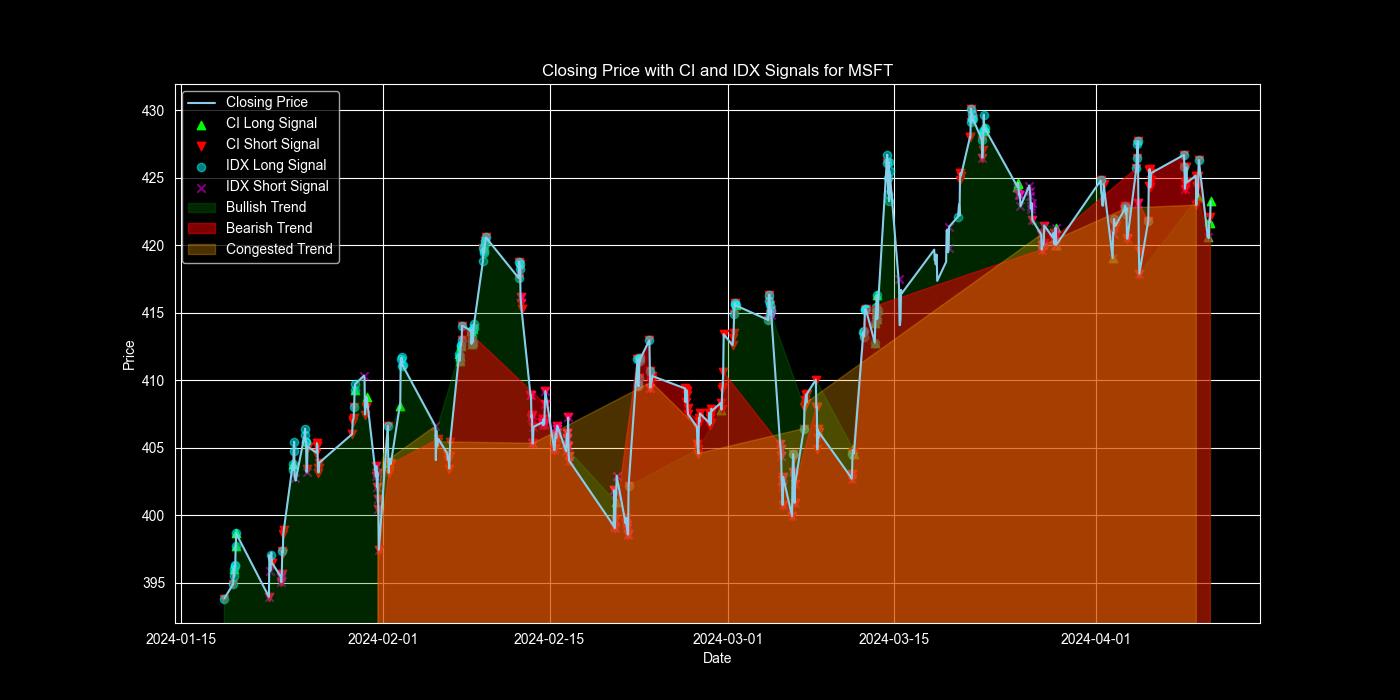 Closing Price with CI and IDX Signals for MSFT
Closing Price
CI Long Signal
CI Short Signal
IDX Long Signal
IDX Short Signal
Bullish Trend
Bearish Trend
Congested Trend
430
425
420
415
410
405
400
395
Price
2024-01-15
2024-02-01
2024-02-15
2024-03-01
2024-03-15
2024-04-01
Date